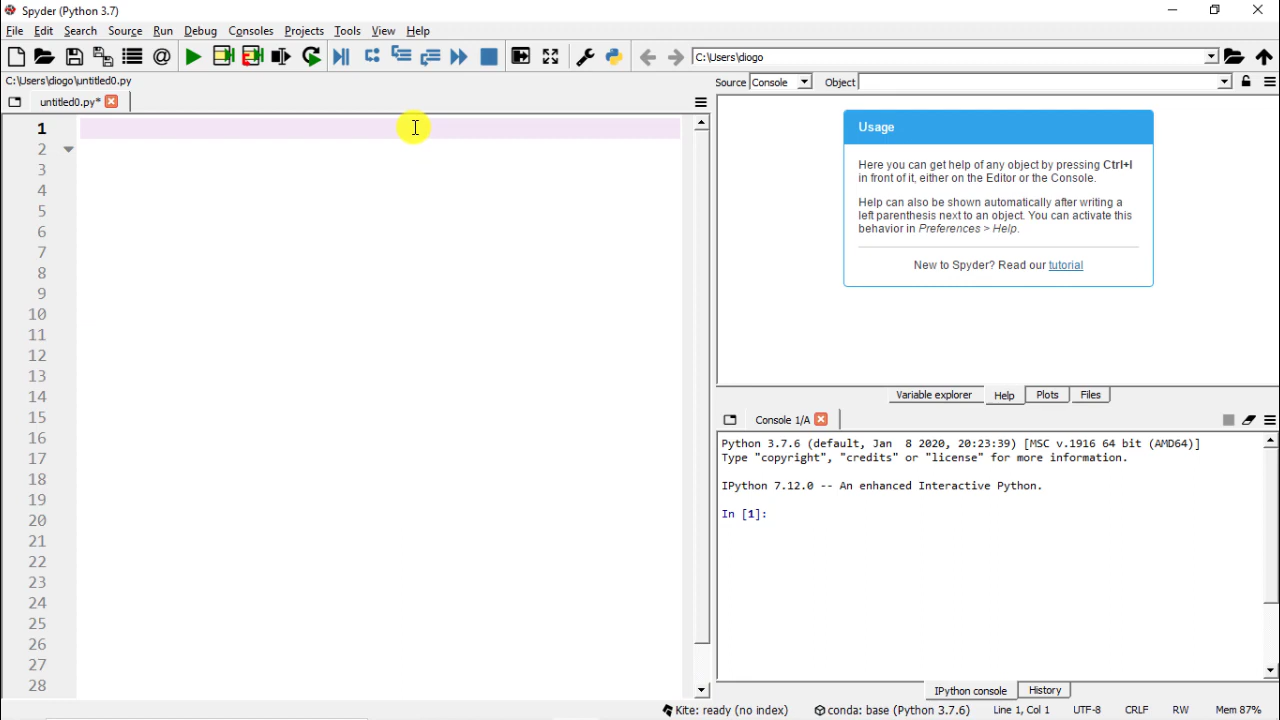 Spyder (Python 3.7)
File Edit Search Source Run Debug Consoles Projects Tools View Help
C:\Users\diogo
C:\Users\diogo\untitled0.py
Source Console Object
untitled0.py*
1
2
3
4
5
6
7
8
9
10
11
12
13
14
15
16
17
18
19
20
21
22
23
24
25
26
27
28
Usage
Here you can get help of any object by pressing Ctrl+I
in front of it, either on the Editor or the Console.
Help can also be shown automatically after writing a
left parenthesis next to an object. You can activate this
behavior in Preferences > Help.
New to Spyder? Read our tutorial
Variable explorer Help Plots Files
Console 1/A
Python 3.7.6 (default, Jan  8 2020, 20:23:39) [MSC v.1916 64 bit (AMD64)]
Type "copyright", "credits" or "license" for more information.
IPython 7.12.0 -- An enhanced Interactive Python.
In [1]:
IPython console History
Kite: ready (no index) conda: base (Python 3.7.6) Line 1, Col 1 UTF-8 CRLF RW Mem 87%